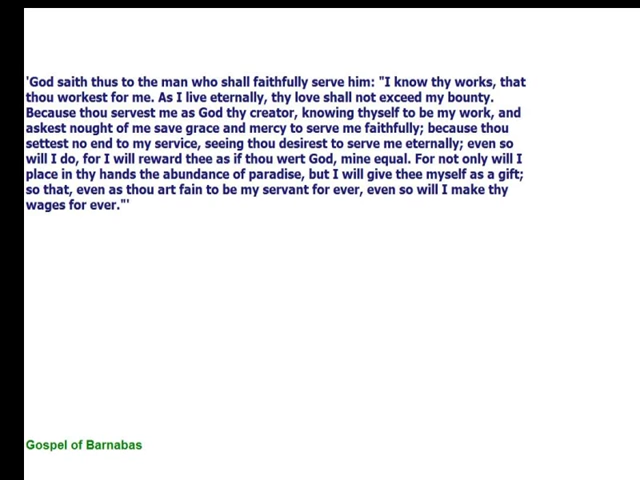 'God saith thus to the man who shall faithfully serve him: "I know thy works, that
thou workest for me. As I live eternally, thy love shall not exceed my bounty.
Because thou servest me as God thy creator, knowing thyself to be my work, and
askest nought of me save grace and mercy to serve me faithfully; because thou
settest no end to my service, seeing thou desirest to serve me eternally; even so
will I do, for I will reward thee as if thou wert God, mine equal. For not only will I
place in thy hands the abundance of paradise, but I will give thee myself as a gift;
so that, even as thou art fain to be my servant for ever, even so will I make thy
wages for ever."'
Gospel of Barnabas